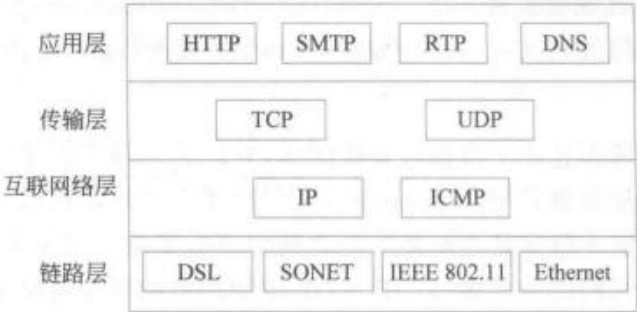 应用层 HTTP SMTP RTP DNS
传输层 TCP UDP
互联网络层 IP ICMP
链路层 DSL SONET IEEE 802.11 Ethernet